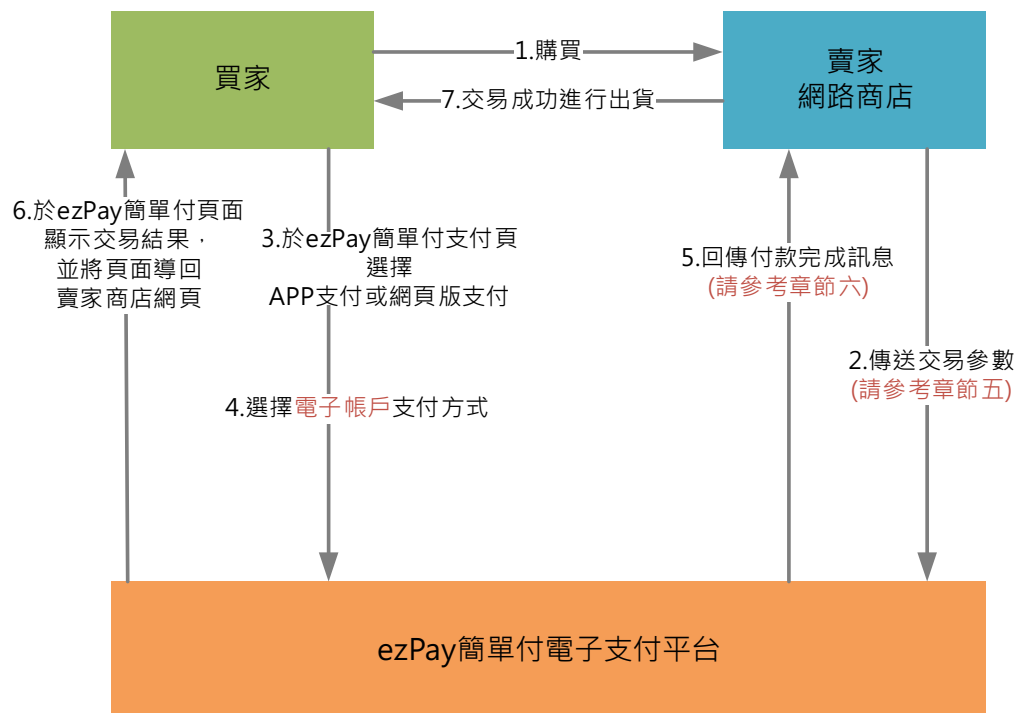 買家
1.購買
賣家
網路商店
7.交易成功進行出貨
6.於ezPay簡單付頁面
顯示交易結果，
並將頁面導回
賣家商店網頁
3.於ezPay簡單付支付頁
選擇
APP支付或網頁版支付
5.回傳付款完成訊息
(請參考章節六)
2.傳送交易參數
(請參考章節五)
4.選擇電子帳戶支付方式
ezPay簡單付電子支付平台